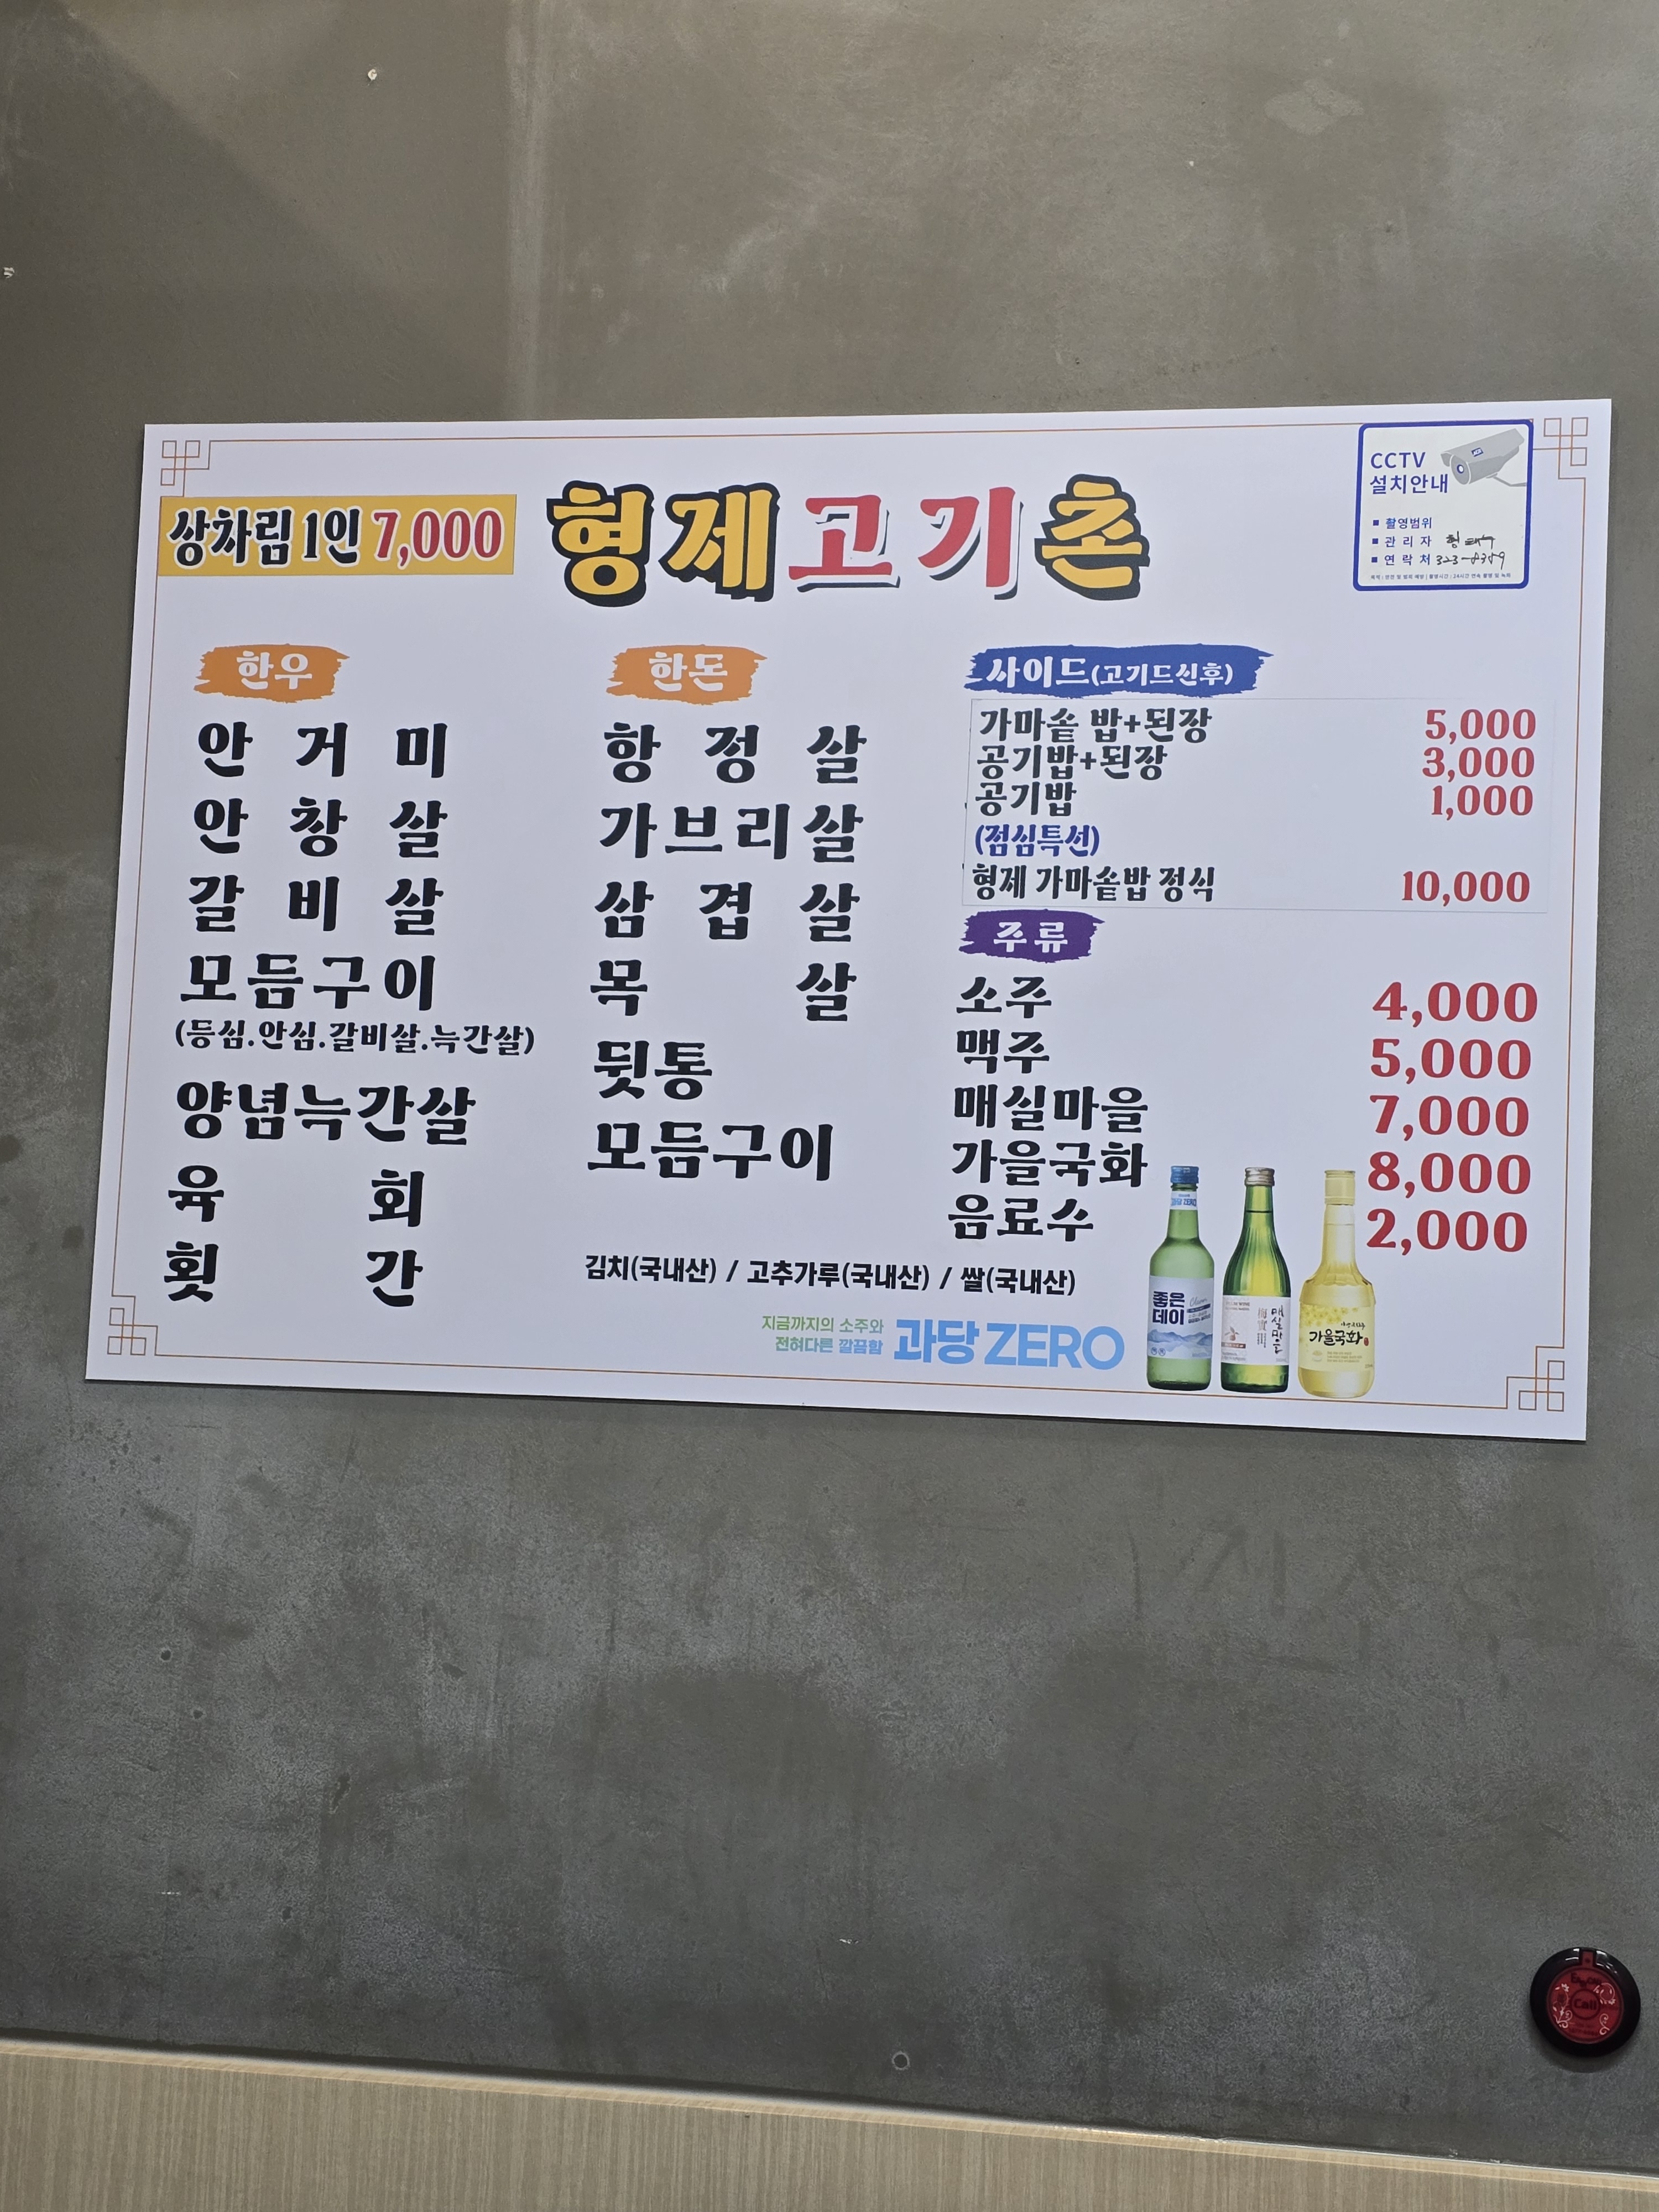 상차림 1인 7,000
형제고기촌
CCTV
설치안내
■ 촬영범위
■ 관리자
■ 연락처 323-8359
한우
안거미
안창살
갈비살
모듬구이
(등심.안심.갈비살.늑간살)
양념늑간살
육회
횟간
한돈
항정살
가브리살
삼겹살
목살
뒷통
모듬구이
사이드(고기드신후)
가마솥 밥+된장 5,000
공기밥+된장 3,000
공기밥 1,000
(점심특선)
형제 가마솥밥 정식 10,000
주류
소주 4,000
맥주 5,000
매실마을 7,000
가을국화 8,000
음료수 2,000
김치(국내산) / 고추가루(국내산) / 쌀(국내산)
지금까지의 소주와
전혀다른 깔끔함
과당 ZERO
과당 ZERO
좋은
데이
매실마을
가을국화
Call